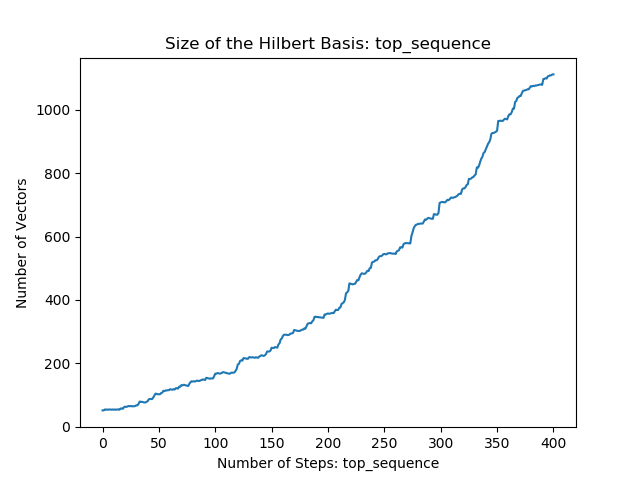 Size of the Hilbert Basis: top_sequence
Number of Vectors
1000
800
600
400
200
0
0 50 100 150 200 250 300 350 400
Number of Steps: top_sequence